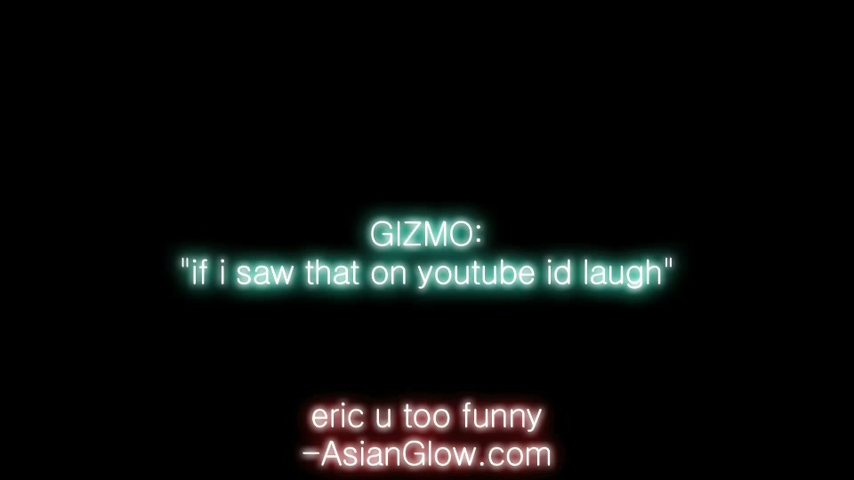 GIZMO:
"if i saw that on youtube id laugh"
eric u too funny
-AsianGlow.com